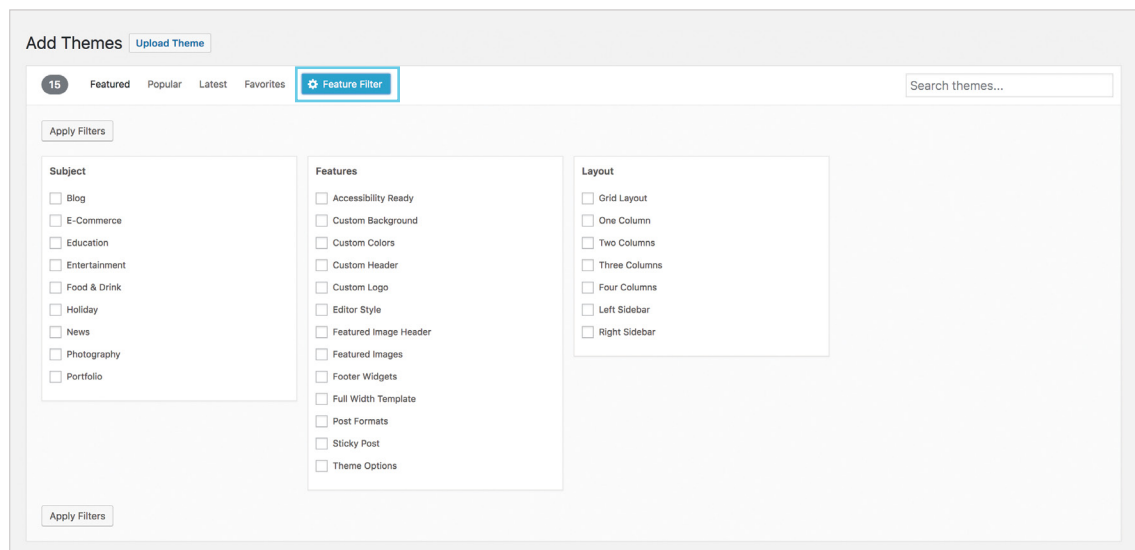 Add Themes Upload Theme
15 Featured Popular Latest Favorites Feature Filter Search themes...
Apply Filters
Subject
Blog
E-Commerce
Education
Entertainment
Food & Drink
Holiday
News
Photography
Portfolio
Features
Accessibility Ready
Custom Background
Custom Colors
Custom Header
Custom Logo
Editor Style
Featured Image Header
Featured Images
Footer Widgets
Full Width Template
Post Formats
Sticky Post
Theme Options
Layout
Grid Layout
One Column
Two Columns
Three Columns
Four Columns
Left Sidebar
Right Sidebar
Apply Filters